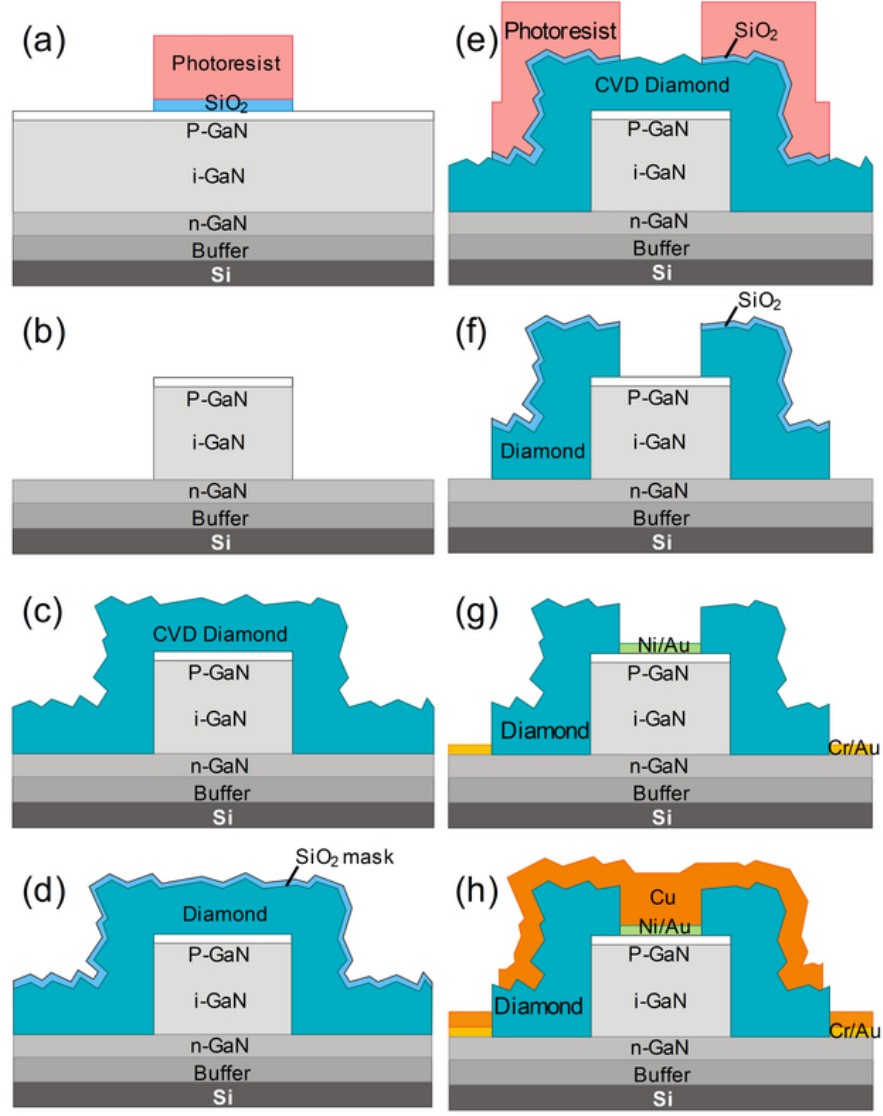 (a)
Photoresist
SiO₂
P-GaN
i-GaN
n-GaN
Buffer
Si
(b)
P-GaN
i-GaN
n-GaN
Buffer
Si
(c)
CVD Diamond
P-GaN
i-GaN
n-GaN
Buffer
Si
(d)
SiO₂ mask
Diamond
P-GaN
i-GaN
n-GaN
Buffer
Si
(e)
Photoresist
SiO₂
CVD Diamond
P-GaN
i-GaN
n-GaN
Buffer
Si
(f)
SiO₂
P-GaN
i-GaN
Diamond
n-GaN
Buffer
Si
(g)
Ni/Au
P-GaN
i-GaN
Diamond
Cr/Au
n-GaN
Buffer
Si
(h)
Cu
Ni/Au
P-GaN
i-GaN
Diamond
Cr/Au
n-GaN
Buffer
Si